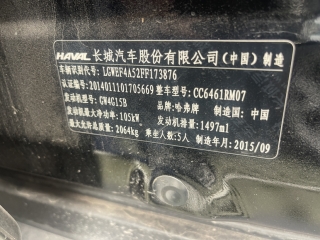 HAVAL 长城汽车股份有限公司(中国)制造
车辆识别代号: LGWEF4A52FF173876
认证编号: 2014011101705669 整车型号: CC6461RM07
发动机型号: GW4G15B 品牌: 哈弗牌 (中国)
发动机最大净功率: 105kW 发动机排量: 1497ml
最大允许总质量: 2064kg 乘坐人数: 5人 制造年月: 2015/09